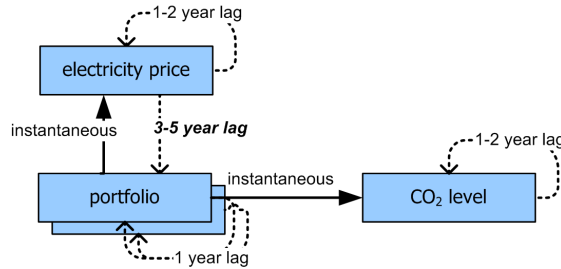 1-2 year lag
electricity price
instantaneous
3-5 year lag
instantaneous
1-2 year lag
portfolio
CO₂ level
1 year lag